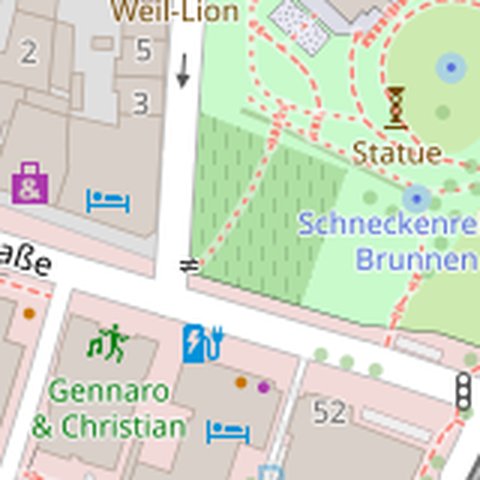 Weil-Lion
2
5
3
&
Statue
Schneckenre
Brunnen
aße
Gennaro
& Christian
52